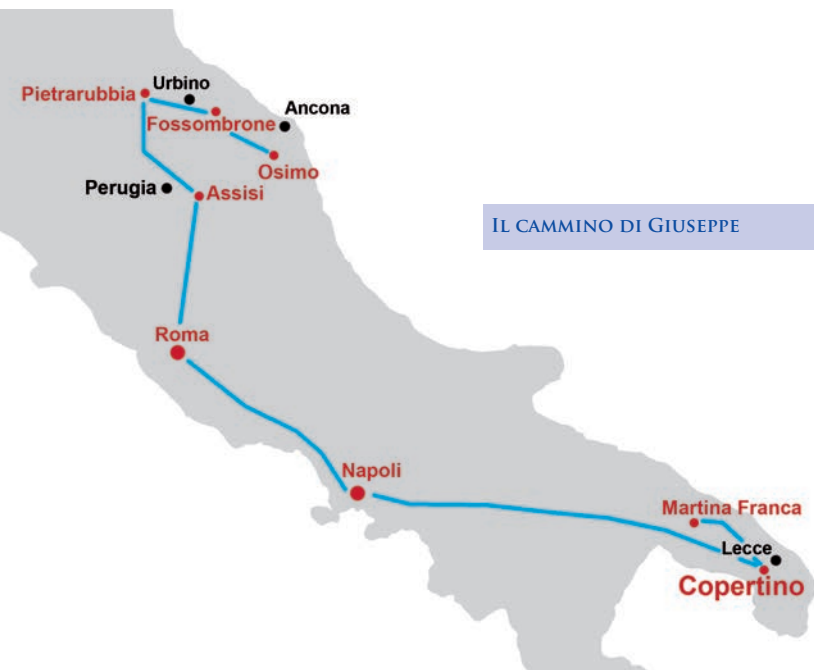 Urbino
Pietrarubbia
Ancona
Fossombrone
Osimo
Perugia
Assisi
IL CAMMINO DI GIUSEPPE
Roma
Napoli
Martina Franca
Lecce
Copertino